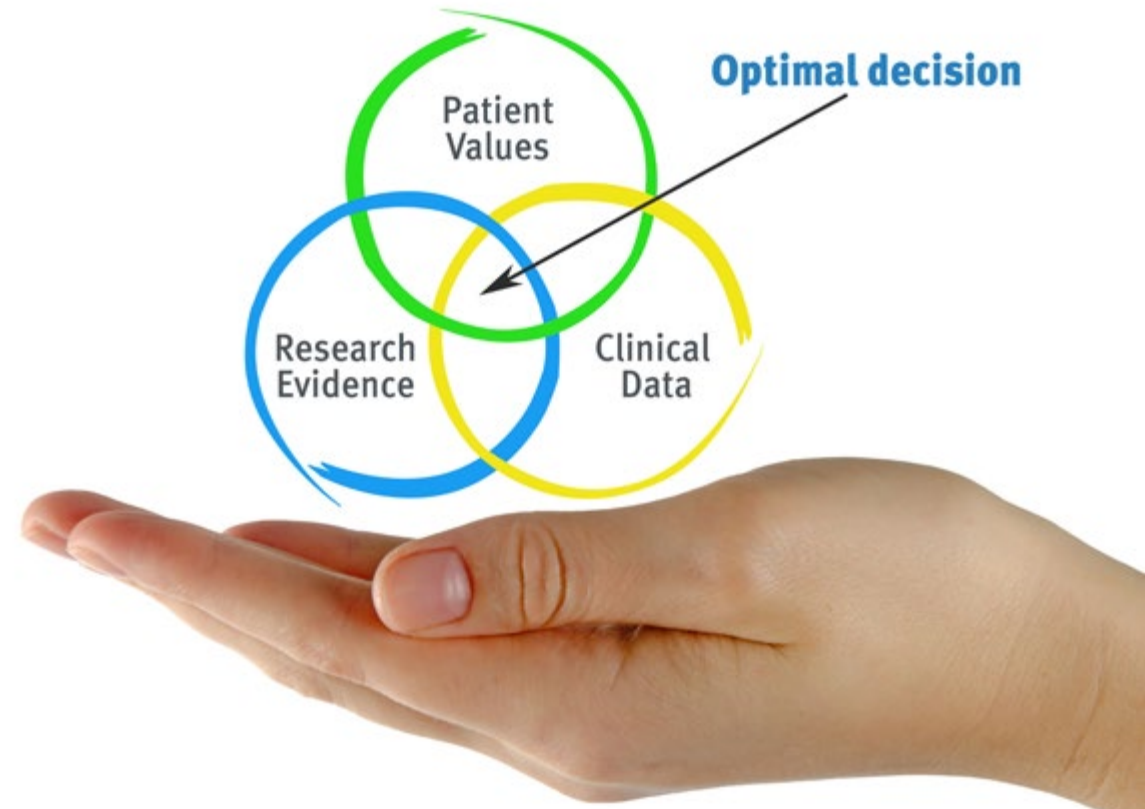 Optimal decision
Patient
Values
Research
Evidence
Clinical
Data